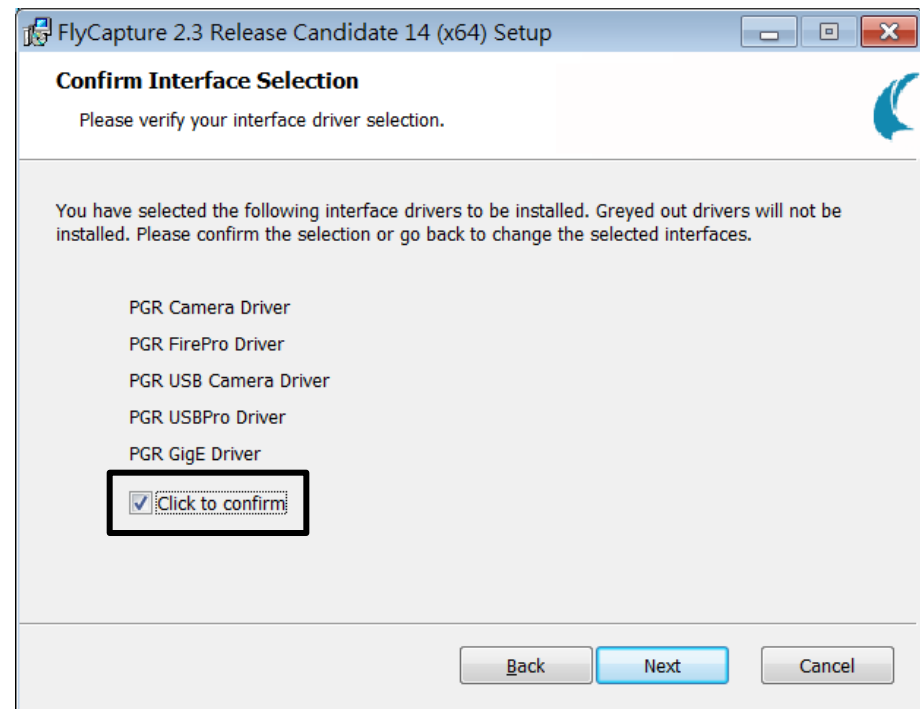 FlyCapture 2.3 Release Candidate 14 (x64) Setup
Confirm Interface Selection
Please verify your interface driver selection.
You have selected the following interface drivers to be installed. Greyed out drivers will not be
installed. Please confirm the selection or go back to change the selected interfaces.
PGR Camera Driver
PGR FirePro Driver
PGR USB Camera Driver
PGR USBPro Driver
PGR GigE Driver
Click to confirm
Back Next Cancel